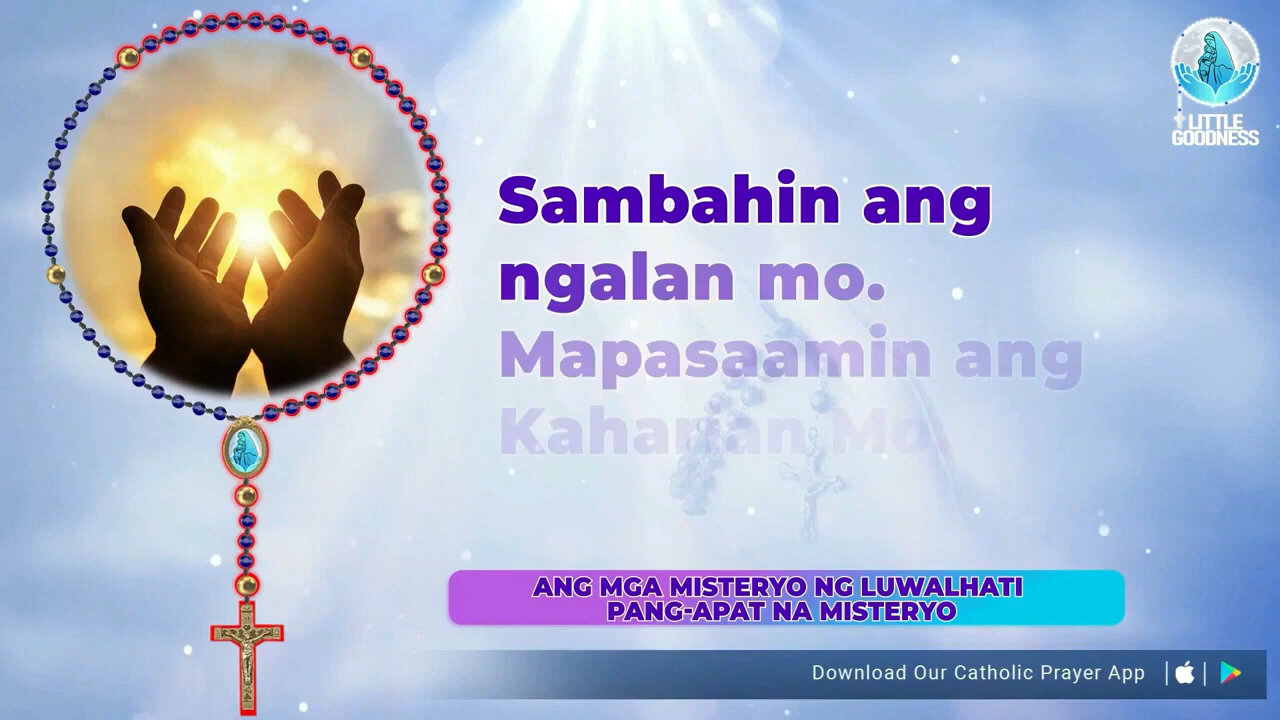 LITTLE
GOODNESS
Sambahin ang
ngalan mo.
Mapasaamin ang
Kaharian Mo.
ANG MGA MISTERYO NG LUWALHATI
PANG-APAT NA MISTERYO
Download Our Catholic Prayer App